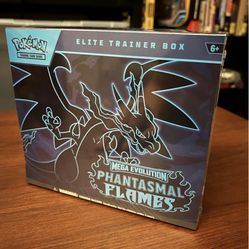 Pokémon
TRADING CARD GAME
ELITE TRAINER BOX
6+
MEGA EVOLUTION
PHANTASMAL
FLAMES